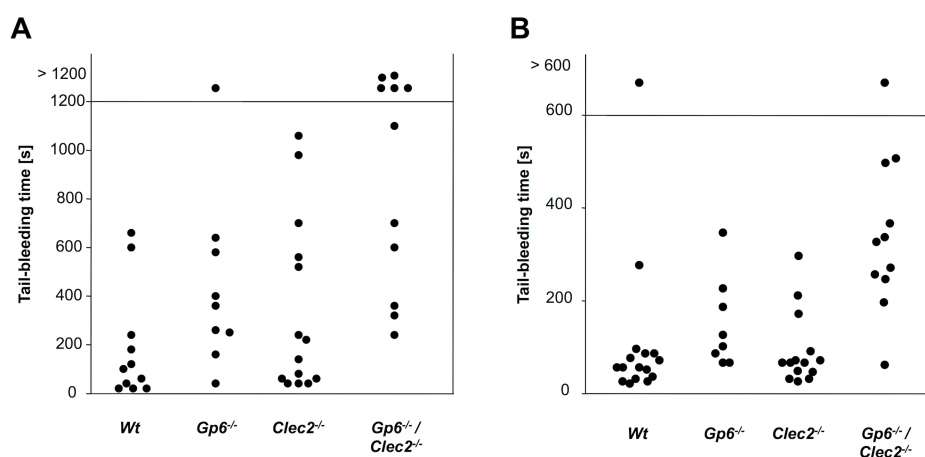 A
Tail-bleeding time [s]
> 1200
1200
1000
800
600
400
200
0
Wt
Gp6-/-
Clec2-/-
Gp6-/- /
Clec2-/-
B
Tail-bleeding time [s]
> 600
600
400
200
0
Wt
Gp6-/-
Clec2-/-
Gp6-/- /
Clec2-/-